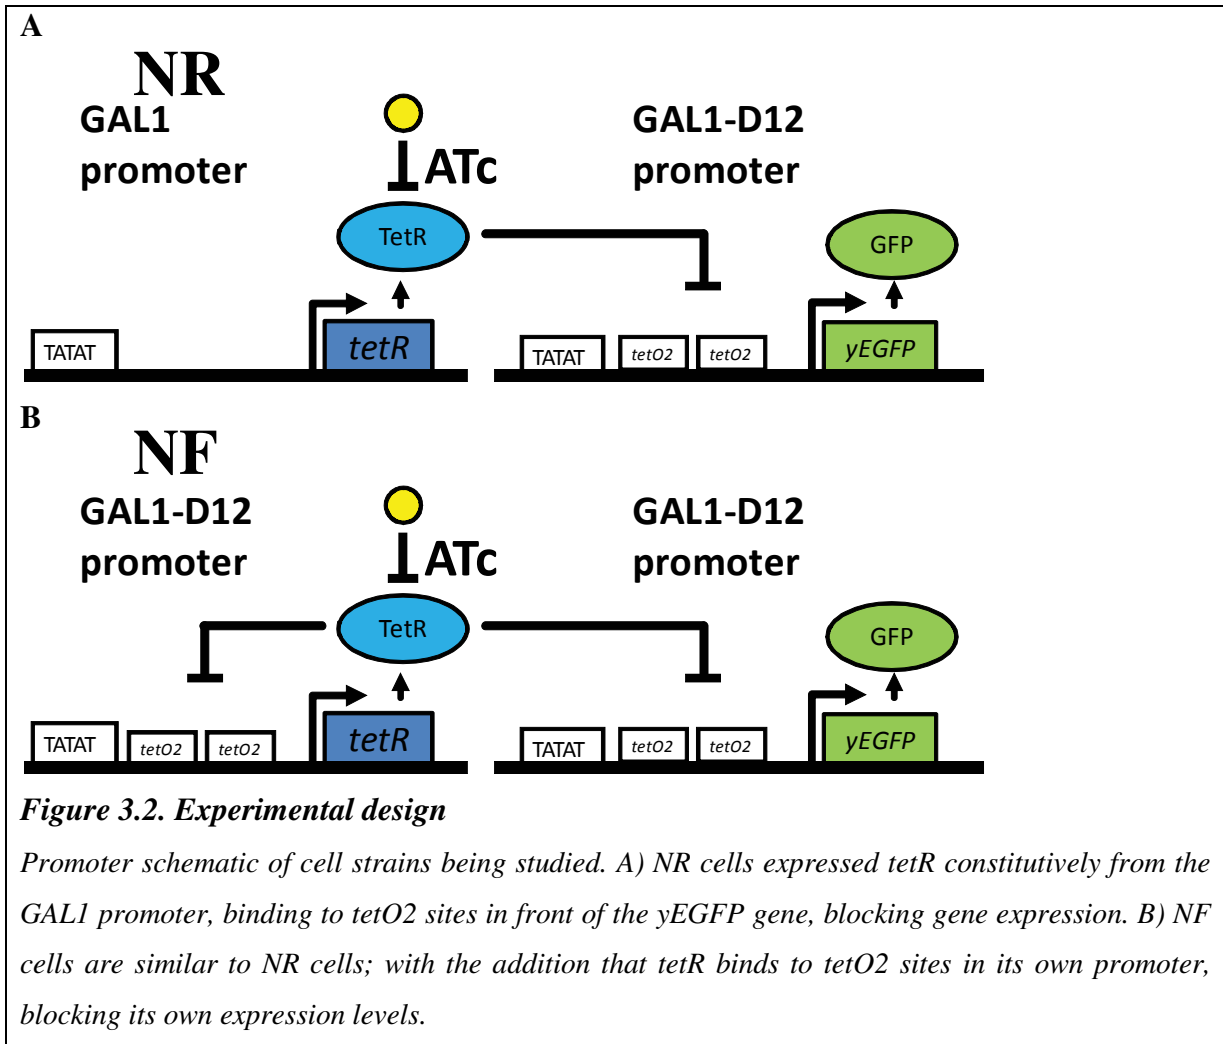 A
NR
GAL1 promoter
GAL1-D12 promoter
ATc
TetR
GFP
TATAT
tetR
TATAT
tetO2
tetO2
yEGFP
B
NF
GAL1-D12 promoter
GAL1-D12 promoter
ATc
TetR
GFP
TATAT
tetO2
tetO2
tetR
TATAT
tetO2
tetO2
yEGFP
Figure 3.2. Experimental design
Promoter schematic of cell strains being studied. A) NR cells expressed tetR constitutively from the
GAL1 promoter, binding to tetO2 sites in front of the yEGFP gene, blocking gene expression. B) NF
cells are similar to NR cells; with the addition that tetR binds to tetO2 sites in its own promoter,
blocking its own expression levels.